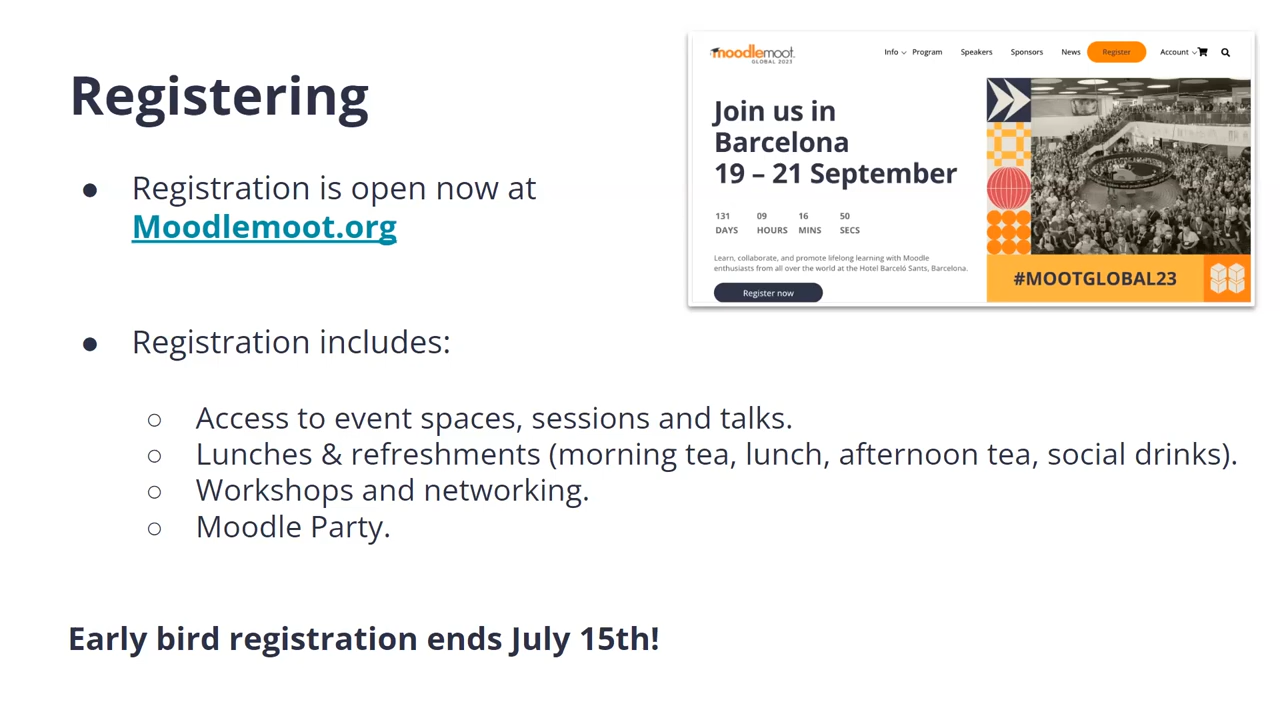 Registering
Registration is open now at
Moodlemoot.org
Registration includes:
Access to event spaces, sessions and talks.
Lunches & refreshments (morning tea, lunch, afternoon tea, social drinks).
Workshops and networking.
Moodle Party.
Early bird registration ends July 15th!
moodlemoot
GLOBAL 2023
Info Program Speakers Sponsors News Register Account
Join us in
Barcelona
19 – 21 September
131 09 16 50
DAYS HOURS MINS SECS
Learn, collaborate, and promote lifelong learning with Moodle
enthusiasts from all over the world at the Hotel Barceló Sants, Barcelona.
Register now
#MOOTGLOBAL23